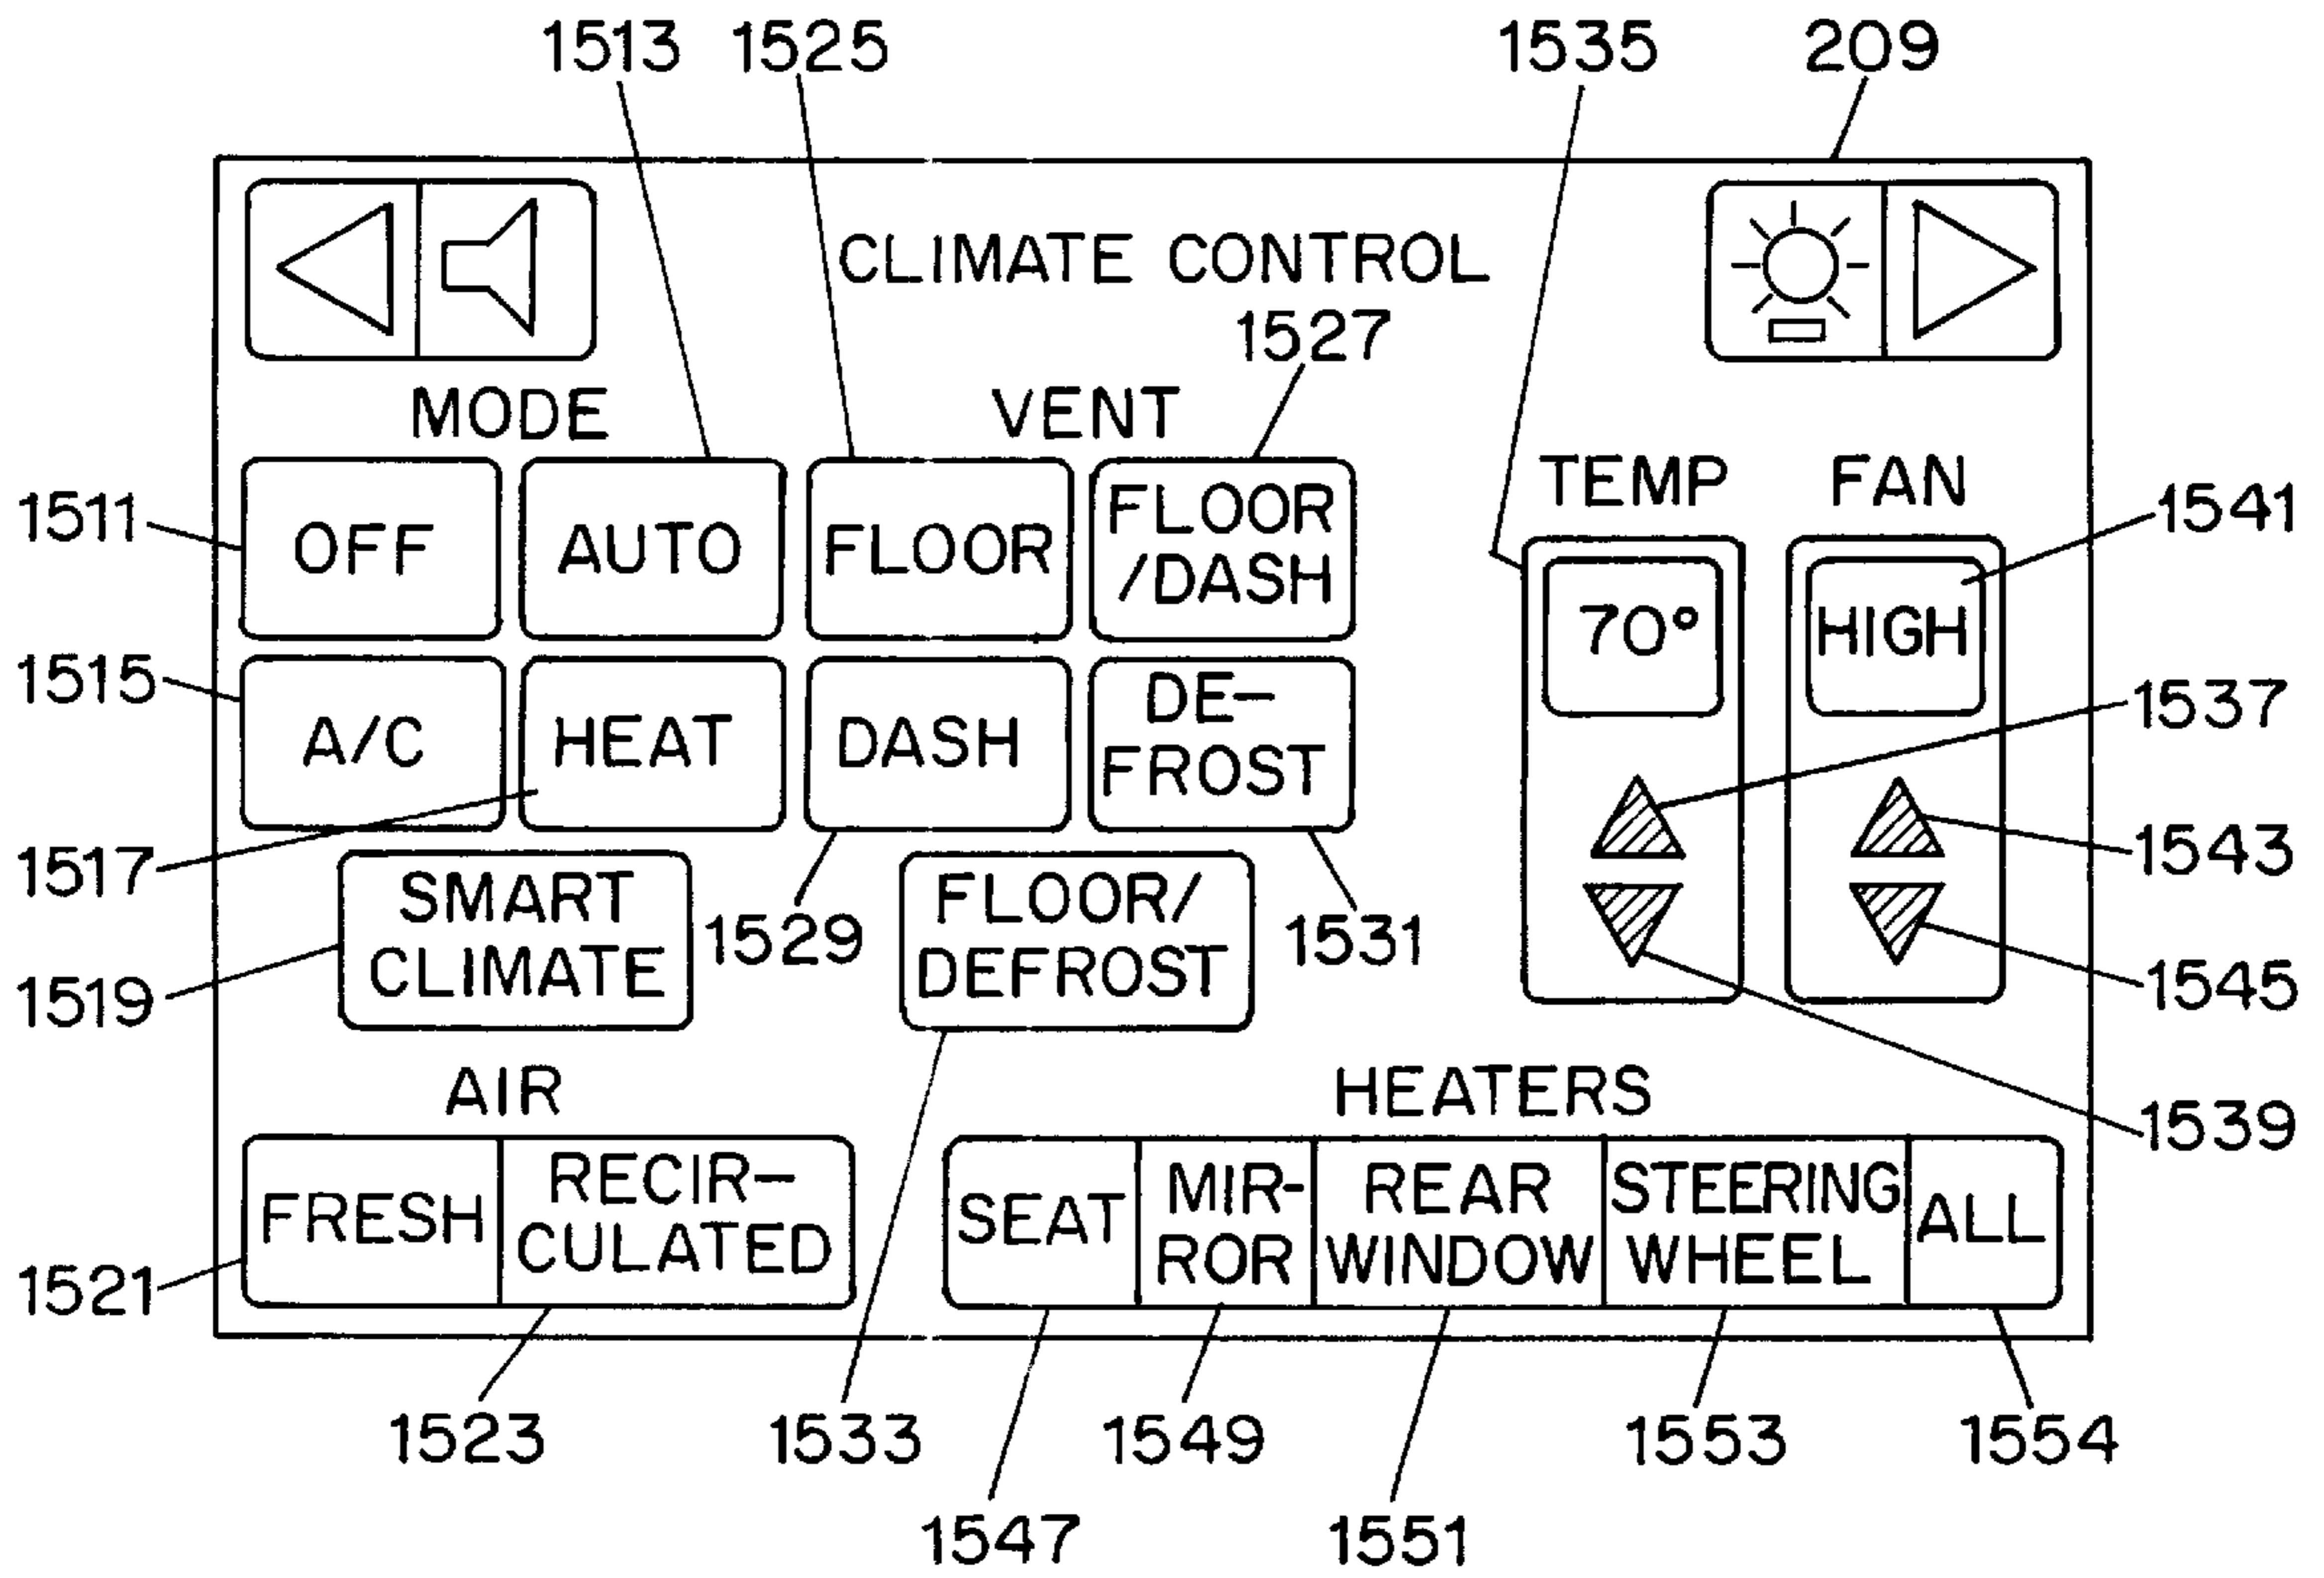 1513 1525 1535 209
CLIMATE CONTROL
1527
MODE VENT
TEMP FAN
1511 OFF AUTO FLOOR FLOOR
/DASH
70° HIGH 1541
1515 A/C HEAT DASH DE-
FROST
1537
1517
1543
SMART
CLIMATE
1529
FLOOR/
DEFROST
1531
1519
1545
AIR HEATERS
1539
FRESH RECIR-
CULATED
SEAT MIR-
ROR
REAR
WINDOW
STEERING
WHEEL
ALL
1521
1523 1533 1549 1553 1554
1547 1551